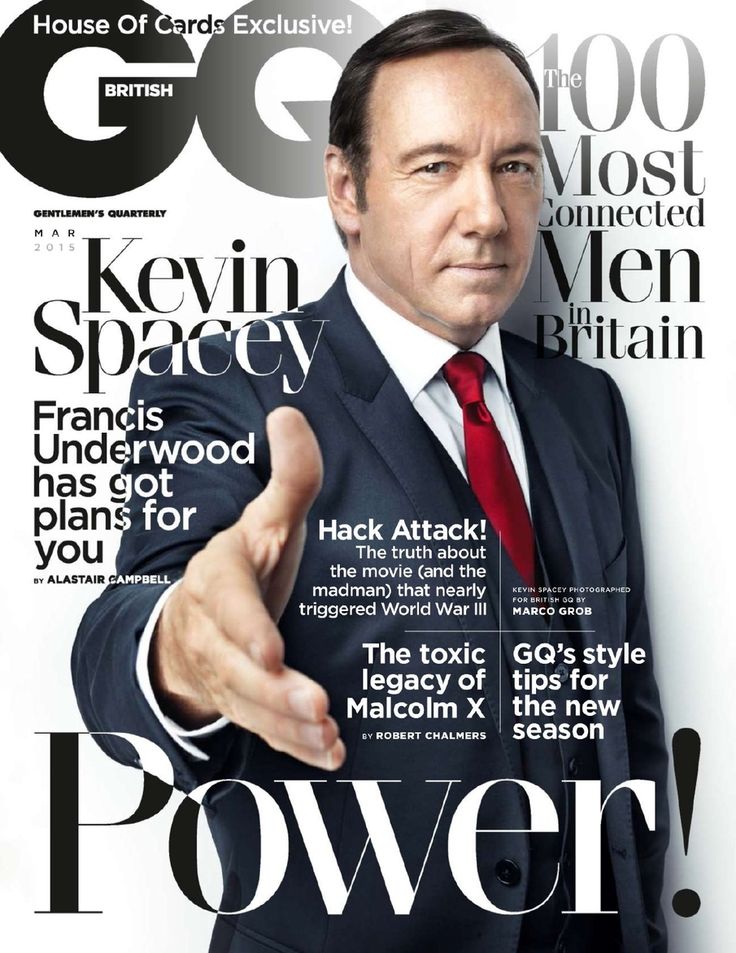 House Of Cards Exclusive!
GQ
BRITISH
GENTLEMEN'S QUARTERLY
MAR
2015
Kevin
Spacey
Francis
Underwood
has got
plans for
you
BY ALASTAIR CAMPBELL
The 100
Most
Connected
Men
in
Britain
Hack Attack!
The truth about
the movie (and the
madman) that nearly
triggered World War III
KEVIN SPACEY PHOTOGRAPHED
FOR BRITISH GQ BY
MARCO GROB
The toxic
legacy of
Malcolm X
BY ROBERT CHALMERS
GQ's style
tips for
the new
season
Power!